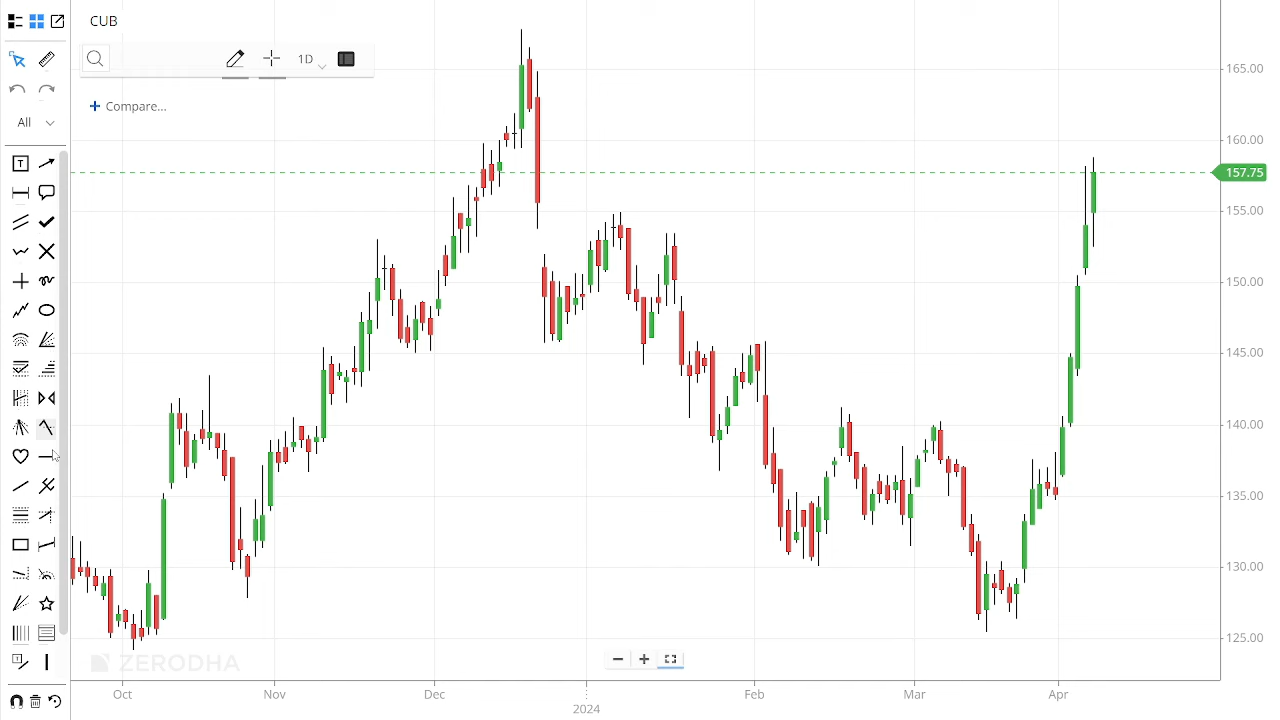 CUB
1D
Compare...
All
T
165.00
160.00
157.75
155.00
150.00
145.00
140.00
135.00
130.00
125.00
ZERODHA
Oct
Nov
Dec
2024
Feb
Mar
Apr